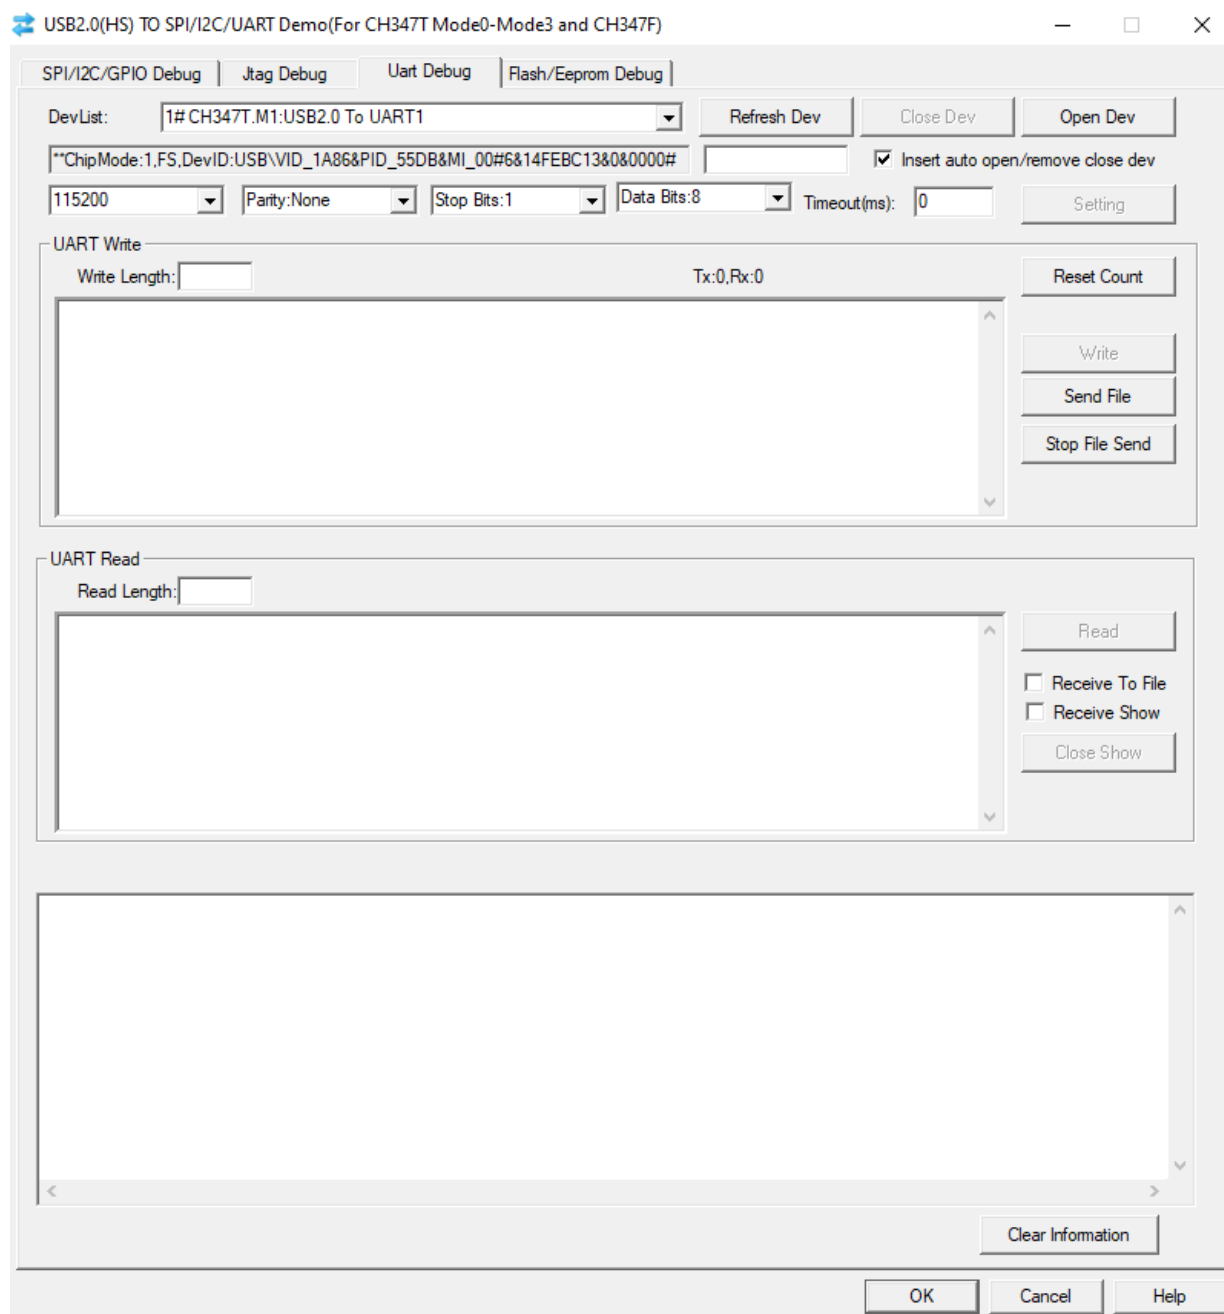 USB2.0(HS) TO SPI/I2C/UART Demo(For CH347T Mode0-Mode3 and CH347F)
SPI/I2C/GPIO Debug Jtag Debug Uart Debug Flash/Eeprom Debug
DevList: 1# CH347T.M1:USB2.0 To UART1 Refresh Dev Close Dev Open Dev
**ChipMode:1,FS,DevID:USB\VID_1A86&PID_55DB&MI_00#6&14FEBC13&0&0000# Insert auto open/remove close dev
115200 Parity:None Stop Bits:1 Data Bits:8 Timeout(ms): 0 Setting
UART Write
Write Length: Tx:0,Rx:0 Reset Count
Write
Send File
Stop File Send
UART Read
Read Length:
Read
Receive To File
Receive Show
Close Show
Clear Information
OK Cancel Help